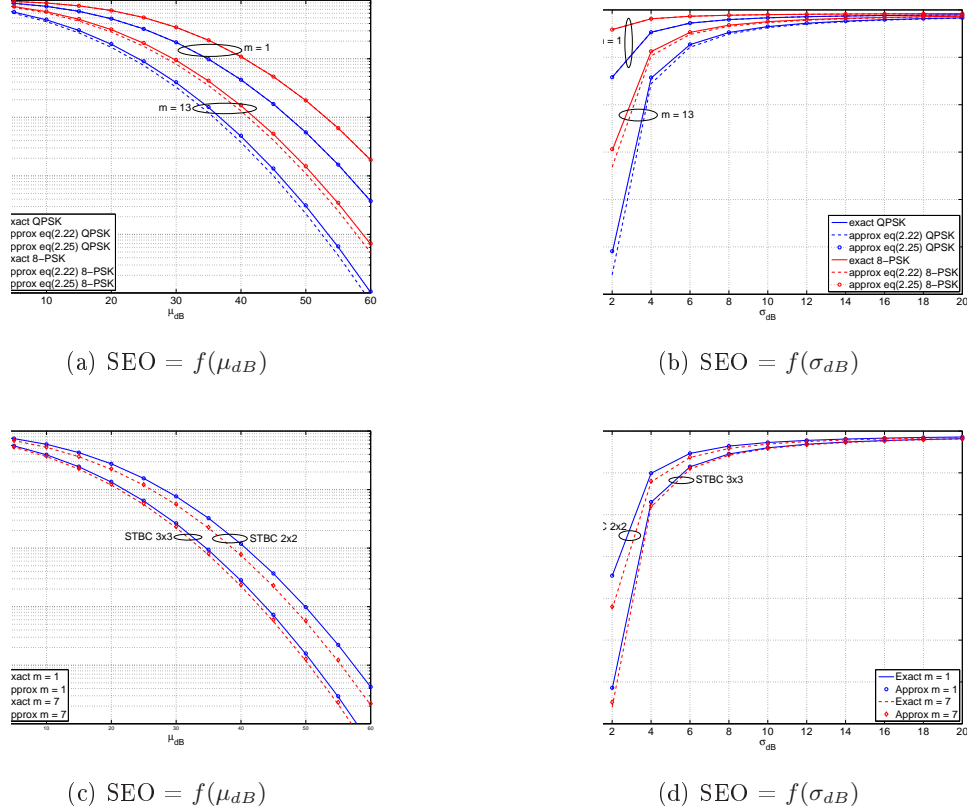 m = 1
m = 13
xact QPSK
pprox eq(2.22) QPSK
pprox eq(2.25) QPSK
xact 8−PSK
pprox eq(2.22) 8−PSK
pprox eq(2.25) 8−PSK
10 20 30 40 50 60
μdB
(a) SEO = f(μdB)
= 1
m = 13
exact QPSK
approx eq(2.22) QPSK
approx eq(2.25) QPSK
exact 8−PSK
approx eq(2.22) 8−PSK
approx eq(2.25) 8−PSK
2 4 6 8 10 12 14 16 18 20
σdB
(b) SEO = f(σdB)
STBC 3x3
STBC 2x2
xact m = 1
pprox m = 1
xact m = 7
pprox m = 7
10 20 30 40 50 60
μdB
(c) SEO = f(μdB)
STBC 3x3
C 2x2
Exact m = 1
Approx m = 1
Exact m = 7
Approx m = 7
2 4 6 8 10 12 14 16 18 20
σdB
(d) SEO = f(σdB)